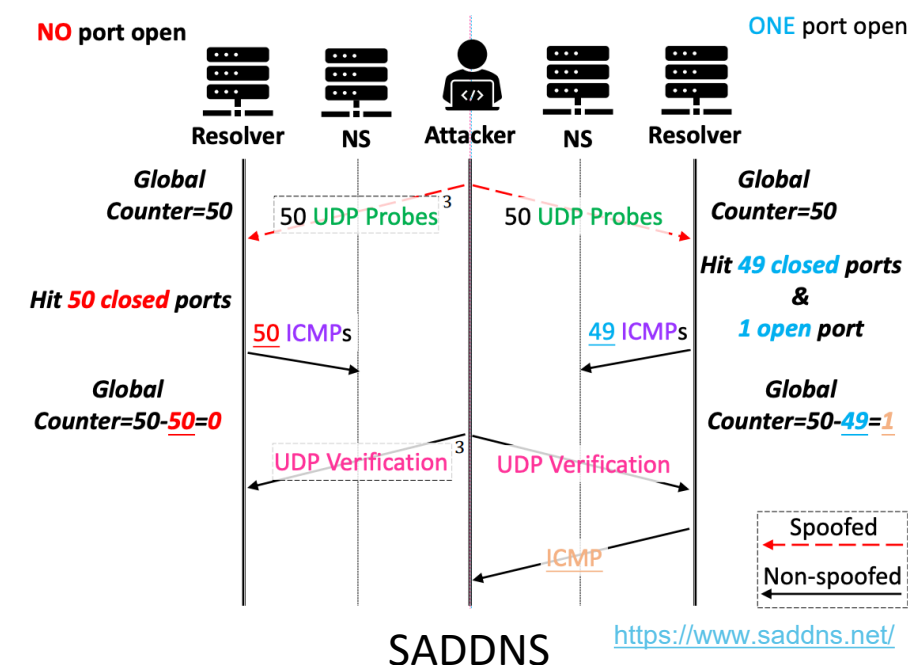 NO port open
ONE port open
Resolver
NS
Attacker
NS
Resolver
Global
Counter=50
50 UDP Probes 3
50 UDP Probes
Global
Counter=50
Hit 50 closed ports
Hit 49 closed ports
&
1 open port
50 ICMPs
49 ICMPs
Global
Counter=50-50=0
Global
Counter=50-49=1
UDP Verification 3
UDP Verification
ICMP
Spoofed
Non-spoofed
SADDNS
https://www.saddns.net/